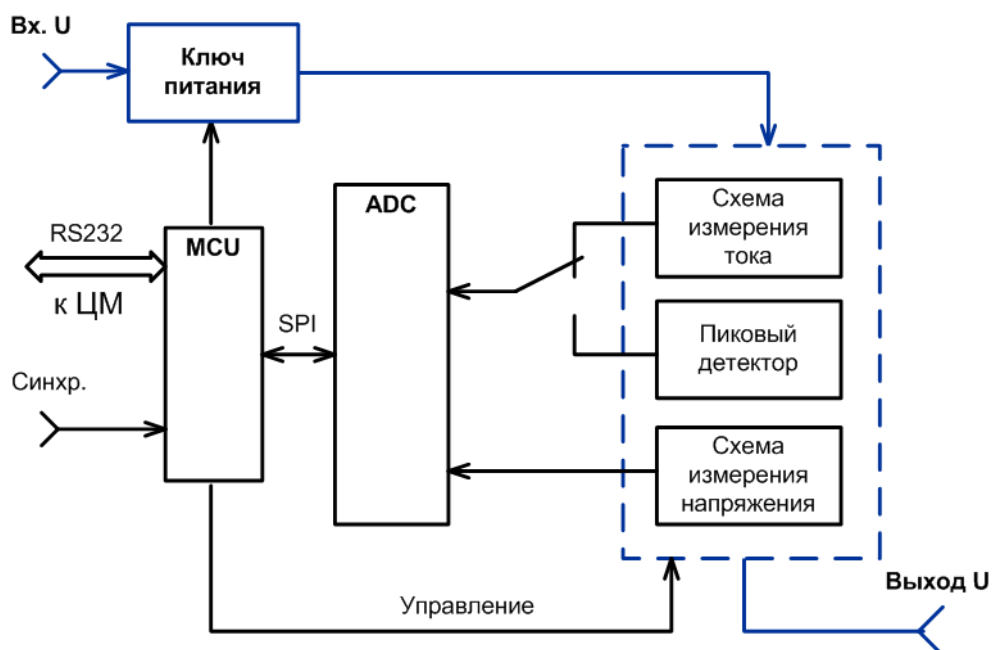 Вх. U
Ключ
питания
RS232
к ЦМ
MCU
ADC
SPI
Синхр.
Схема
измерения
тока
Пиковый
детектор
Схема
измерения
напряжения
Управление
Выход U